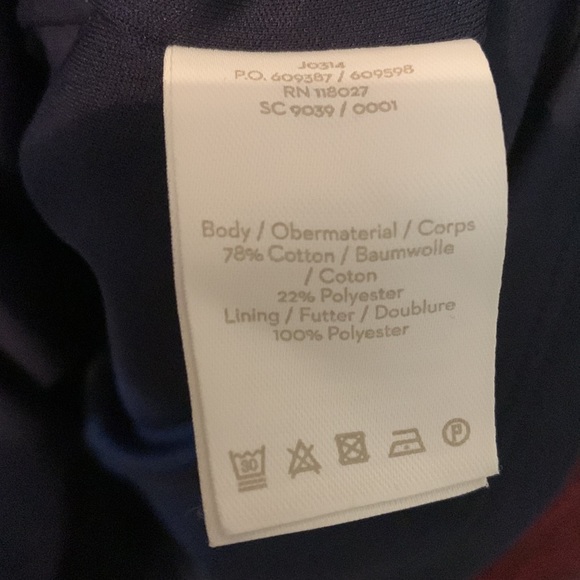 J0314
P.O. 609387 / 609598
RN 118027
SC 9039 / 0001
Body / Obermaterial / Corps
78% Cotton / Baumwolle
/ Coton
22% Polyester
Lining / Futter / Doublure
100% Polyester
30
P